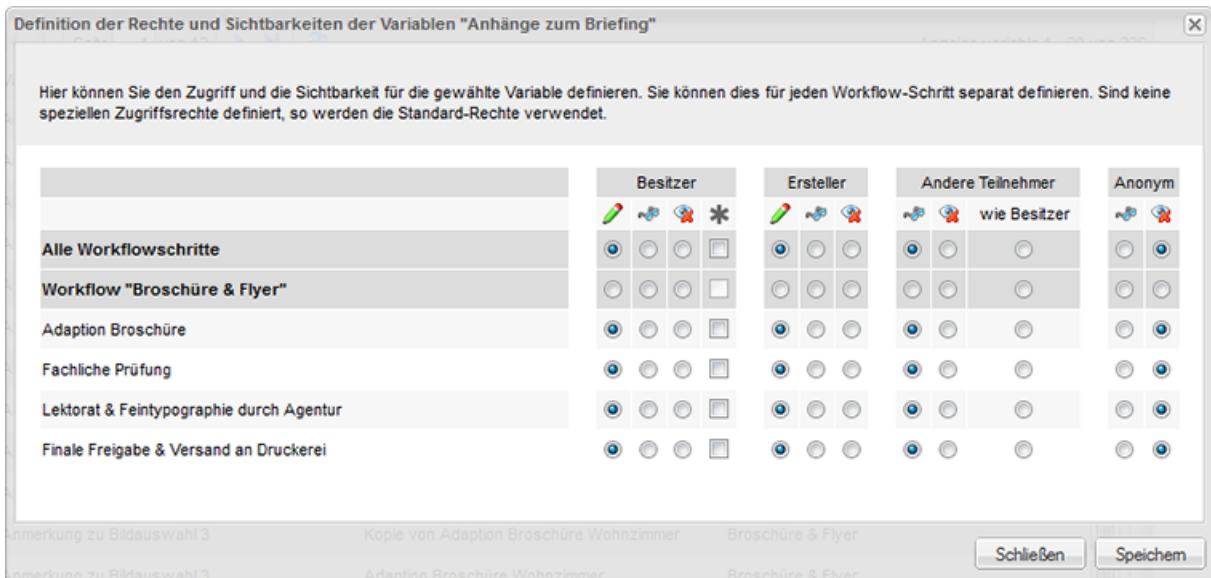 Definition der Rechte und Sichtbarkeiten der Variablen "Anhänge zum Briefing"
Hier können Sie den Zugriff und die Sichtbarkeit für die gewählte Variable definieren. Sie können dies für jeden Workflow-Schritt separat definieren. Sind keine
speziellen Zugriffsrechte definiert, so werden die Standard-Rechte verwendet.
Besitzer Ersteller Andere Teilnehmer Anonym
wie Besitzer
Alle Workflowschritte
Workflow "Broschüre & Flyer"
Adaption Broschüre
Fachliche Prüfung
Lektorat & Feintypographie durch Agentur
Finale Freigabe & Versand an Druckerei
Anmerkung zu Bildauswahl 3 Kopie von Adaption Broschüre Wohnzimmer Broschüre & Flyer
Schließen Speichern
Anmerkung zu Bildauswahl 3 Adaption Broschüre Wohnzimmer Broschüre & Flyer